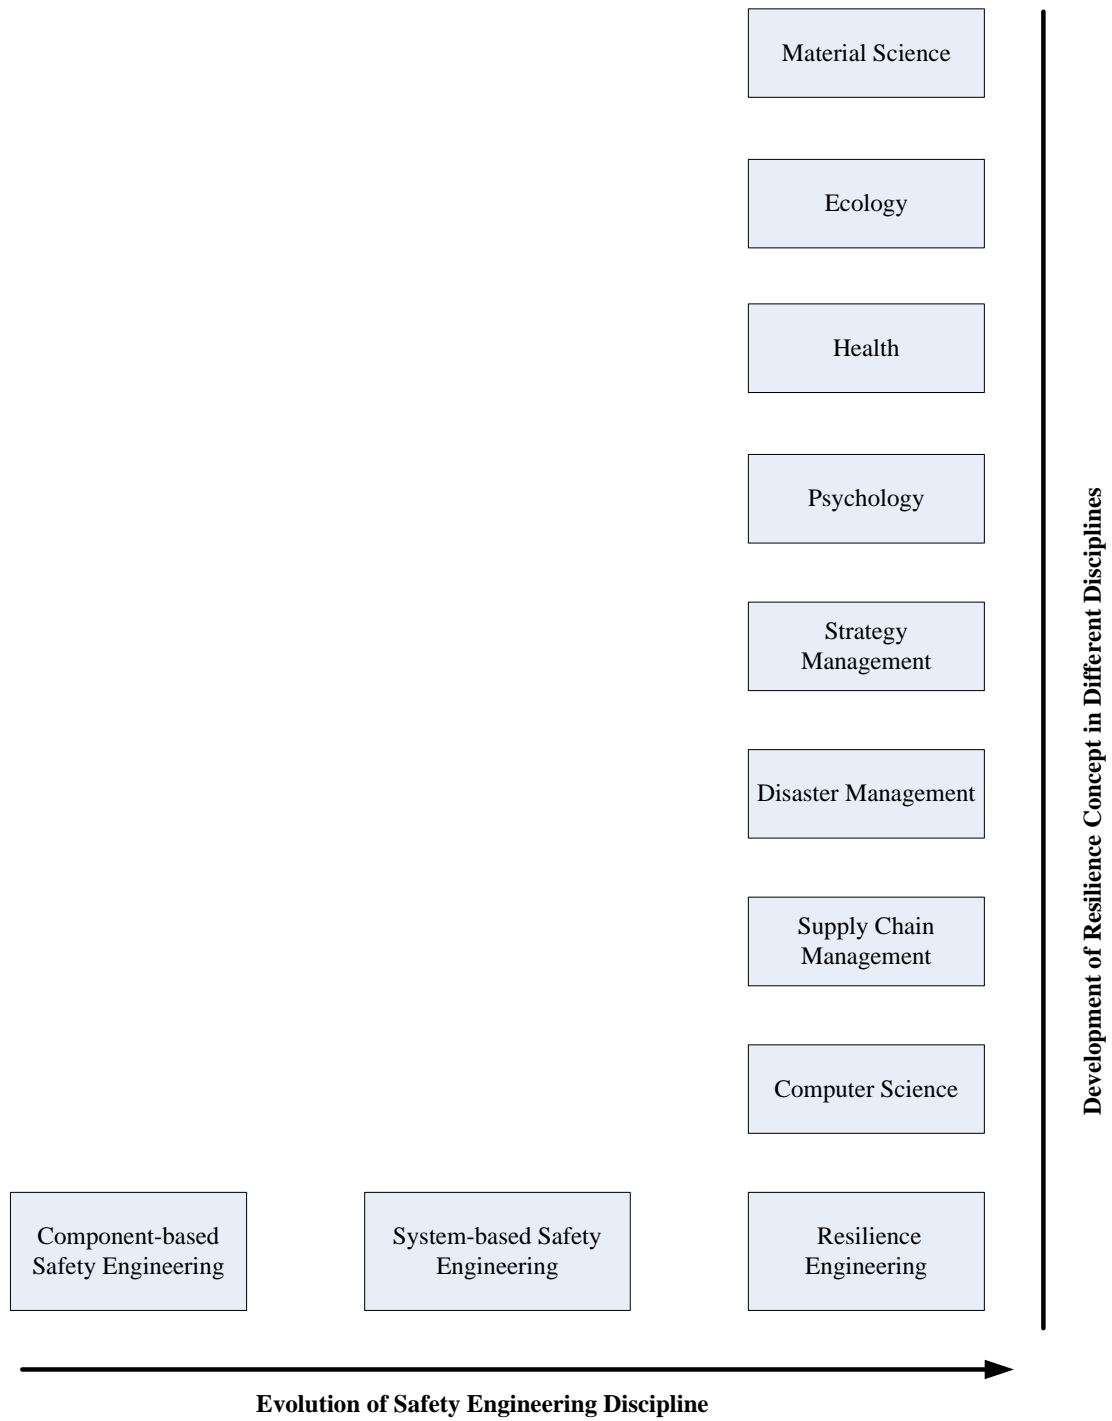 Material Science
Ecology
Health
Psychology
Strategy
Management
Disaster Management
Supply Chain
Management
Computer Science
Component-based
Safety Engineering
System-based Safety
Engineering
Resilience
Engineering
Development of Resilience Concept in Different Disciplines
Evolution of Safety Engineering Discipline